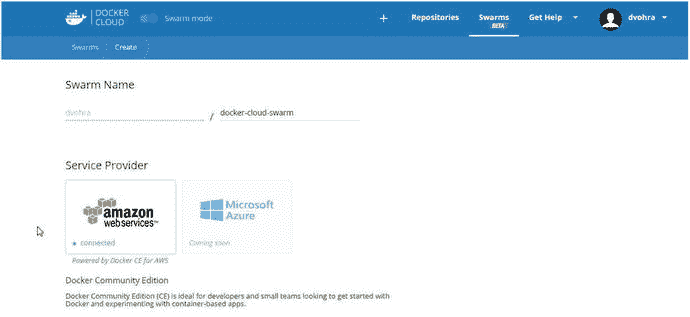 DOCKER CLOUD
Swarm mode
+
Repositories
Swarms
BETA
Get Help
dvohra
Swarms
Create
Swarm Name
dvohra / docker-cloud-swarm
Service Provider
amazon webservices™
Microsoft Azure
connected
Coming soon
Powered by Docker CE for AWS
Docker Community Edition
Docker Community Edition (CE) is ideal for developers and small teams looking to get started with
Docker and experimenting with container-based apps.